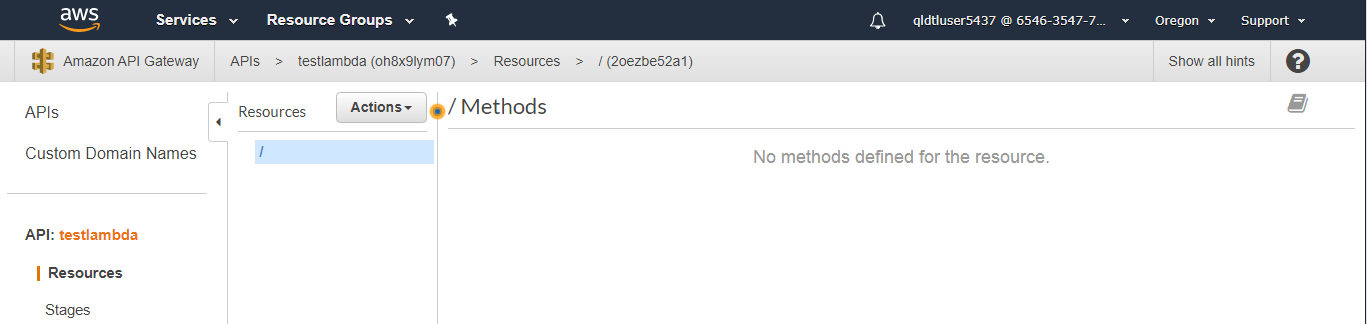 aws Services Resource Groups qldtluser5437 @ 6546-3547-7... Oregon Support
Amazon API Gateway APIs > testlambda (oh8x9lym07) > Resources > / (2oezbe52a1) Show all hints ?
APIs
Custom Domain Names
API: testlambda
Resources
Stages
Resources Actions
/
/ Methods
No methods defined for the resource.